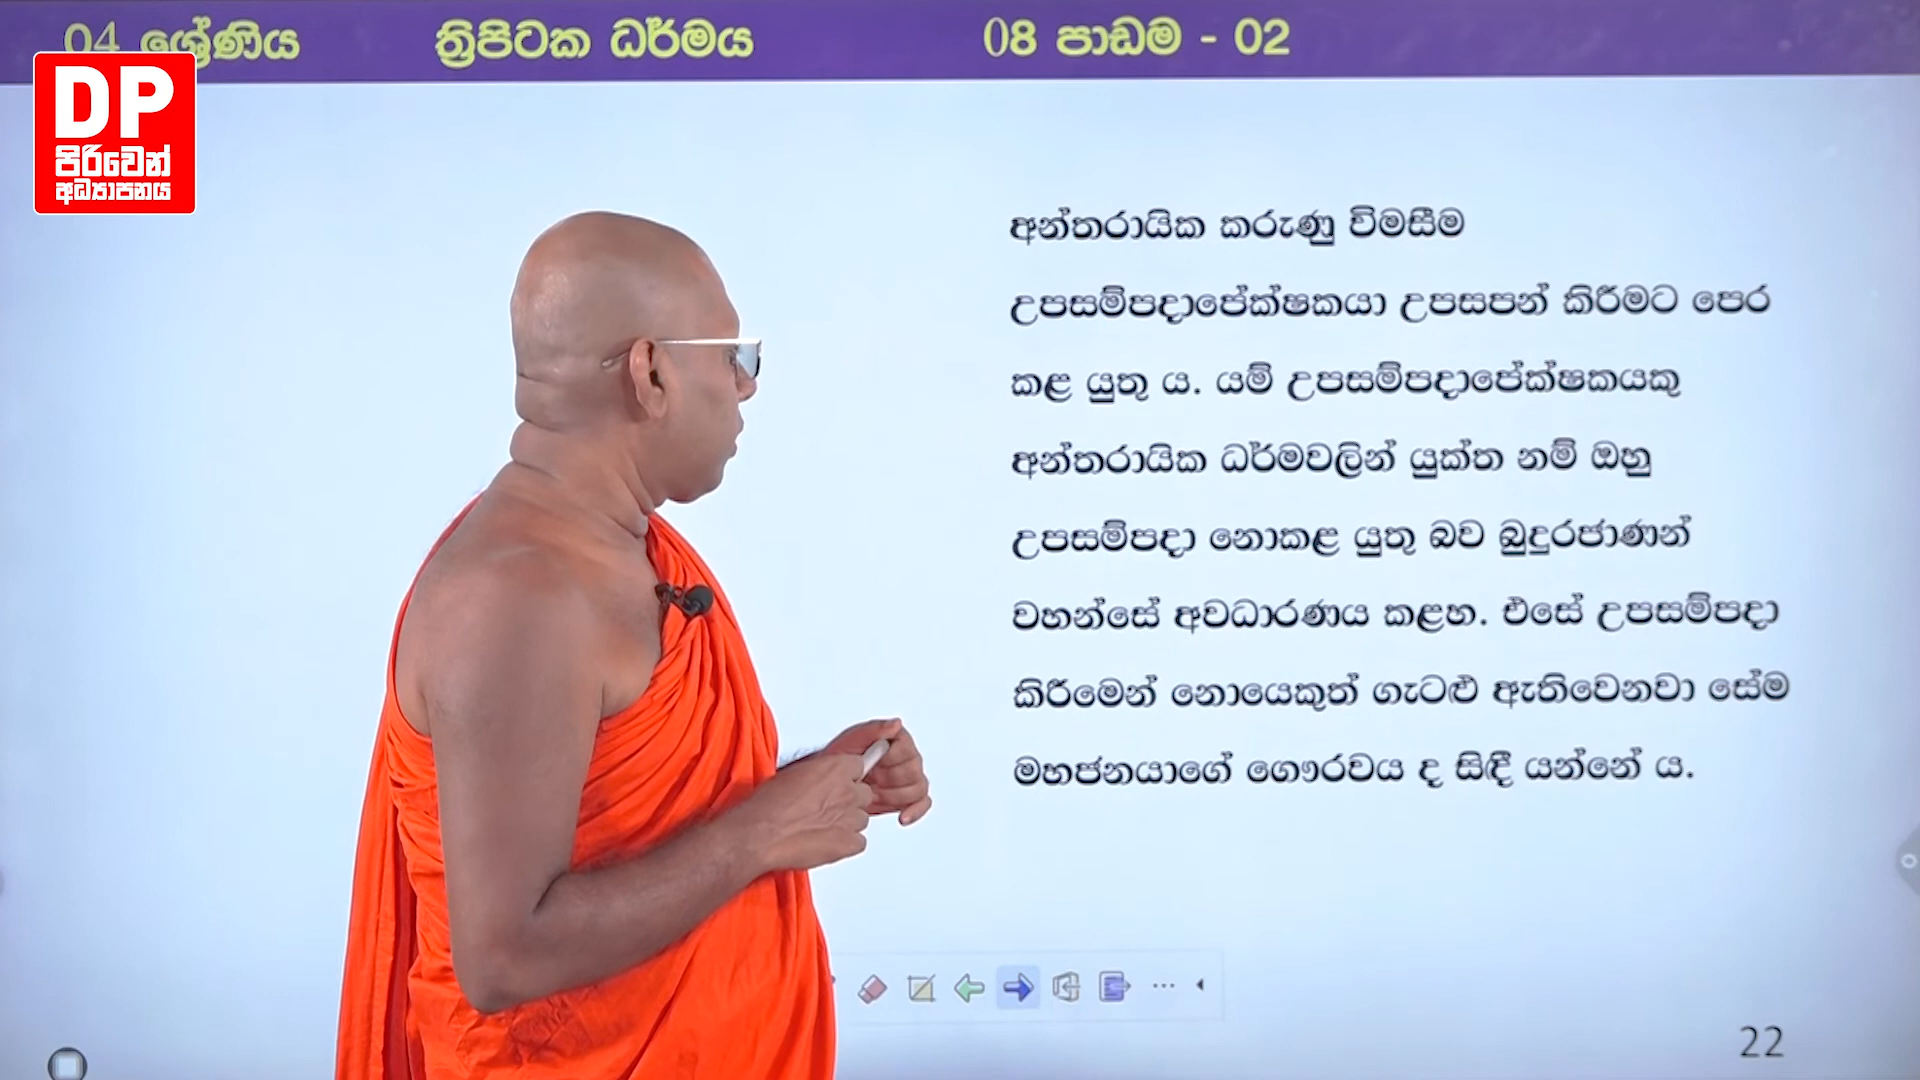 04 ශ්‍රේණිය ත්‍රිපිටක ධර්මය 08 පාඩම - 02
DP
පිරිවෙන්
අධ්‍යාපනය
අන්තරායික කරුණු විමසීම
උපසම්පදාපේක්ෂකයා උපසපන් කිරීමට පෙර
කළ යුතු ය. යම් උපසම්පදාපේක්ෂකයකු
අන්තරායික ධර්මවලින් යුක්ත නම් ඔහු
උපසම්පදා නොකළ යුතු බව බුදුරජාණන්
වහන්සේ අවධාරණය කළහ. එසේ උපසම්පදා
කිරීමෙන් නොයෙකුත් ගැටළු ඇතිවෙනවා සේම
මහජනයාගේ ගෞරවය ද සිඳී යන්නේ ය.
22